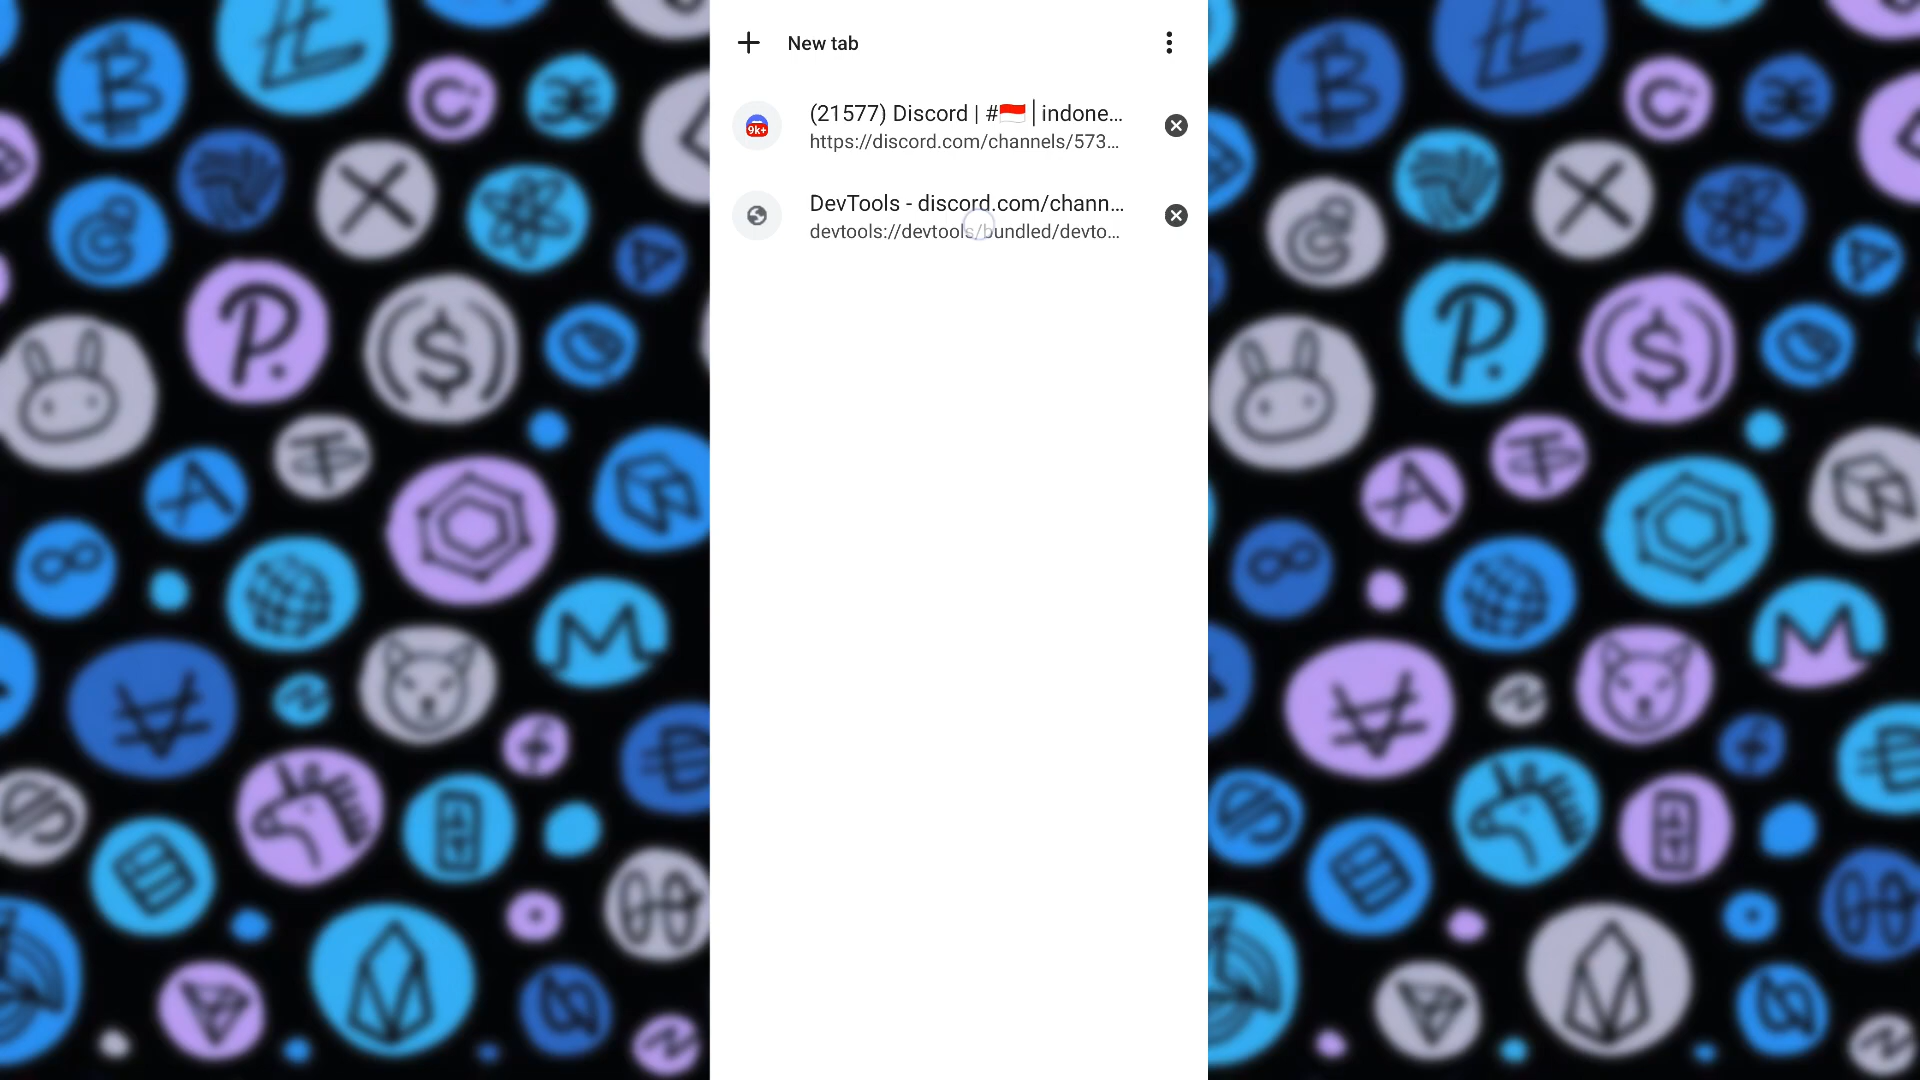 New tab
(21577) Discord | #🇮🇩│indone...
9k+
https://discord.com/channels/573...
DevTools - discord.com/chann...
devtools://devtools/bundled/devto...